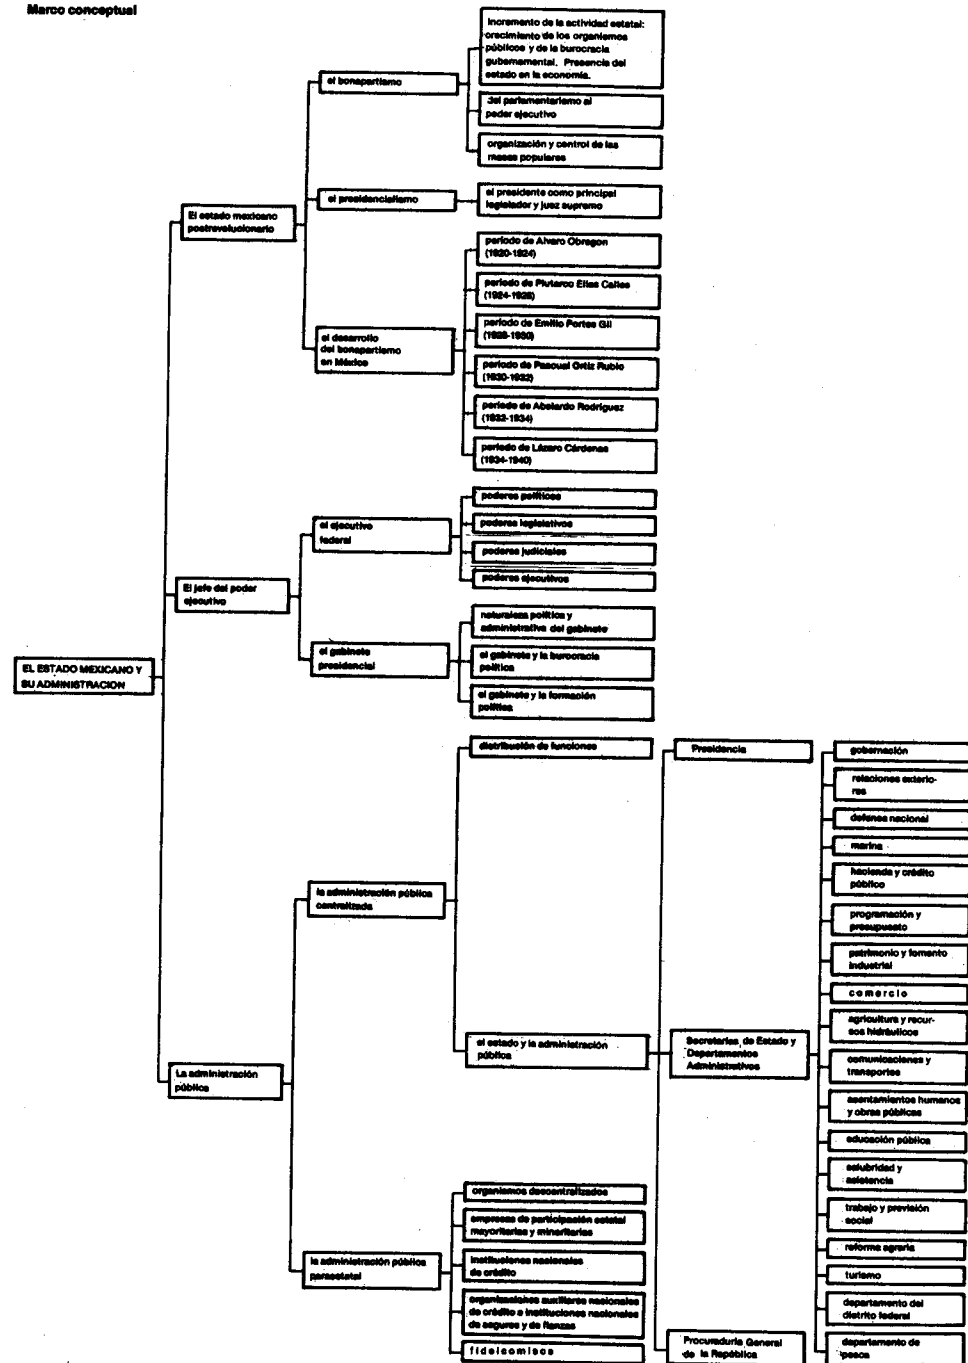 Marco conceptual
EL ESTADO MEXICANO Y
SU ADMINISTRACION
El estado mexicano
postrevolucionario
el bonapartismo
Incremento de la actividad estatal:
crecimiento de los organismos
públicos y de la burocracia
gubernamental. Presencia del
estado en la economía.
del parlamentarismo al
poder ejecutivo
organización y control de las
masas populares
el presidencialismo
el presidente como principal
legislador y juez supremo
el desarrollo
del bonapartismo
en México
período de Alvaro Obregon
(1920-1924)
período de Plutarco Elías Calles
(1924-1928)
período de Emilio Portes Gil
(1928-1930)
período de Pascual Ortiz Rubio
(1930-1932)
período de Abelardo Rodríguez
(1932-1934)
período de Lázaro Cárdenas
(1934-1940)
El jefe del poder
ejecutivo
el ejecutivo
federal
poderes políticos
poderes legislativos
poderes judiciales
poderes ejecutivos
el gabinete
presidencial
naturaleza política y
administrativa del gabinete
el gabinete y la burocracia
política
el gabinete y la formación
política
La administración
pública
la administración pública
centralizada
distribución de funciones
el estado y la administración
pública
Presidencia
Secretarías de Estado y
Departamentos
Administrativos
gobernación
relaciones exterio-
res
defensa nacional
marina
hacienda y crédito
público
programación y
presupuesto
patrimonio y fomento
industrial
comercio
agricultura y recur-
sos hidráulicos
comunicaciones y
transportes
asentamientos humanos
y obras públicas
educación pública
salubridad y
asistencia
trabajo y previsión
social
reforma agraria
turismo
departamento del
distrito federal
departamento de
pesca
Procuraduría General
de la República
la administración pública
paraestatal
organismos descentralizados
empresas de participación estatal
mayoritarias y minoritarias
instituciones nacionales
de crédito
organizaciones auxiliares nacionales
de crédito e instituciones nacionales
de seguros y de fianzas
fideicomisos